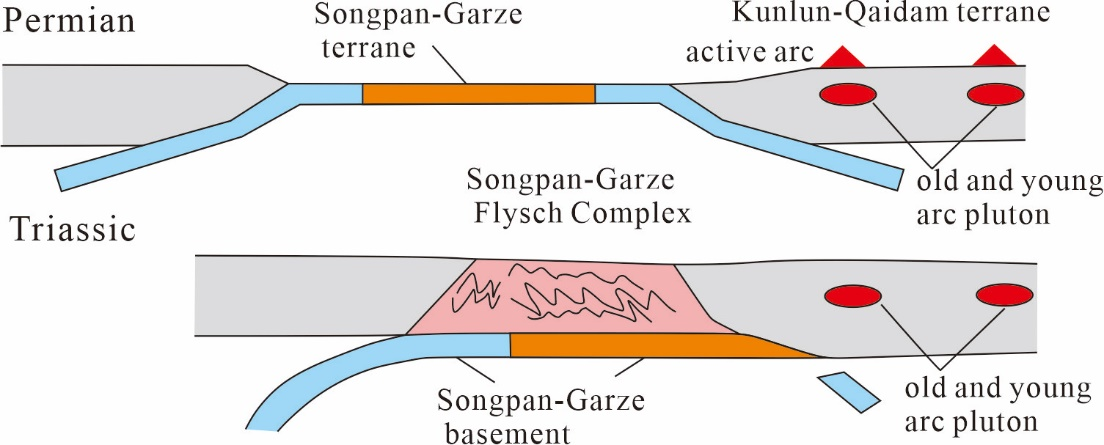 Permian
Songpan-Garze
terrane
Kunlun-Qaidam terrane
active arc
old and young
arc pluton
Songpan-Garze
Flysch Complex
Triassic
Songpan-Garze
basement
old and young
arc pluton